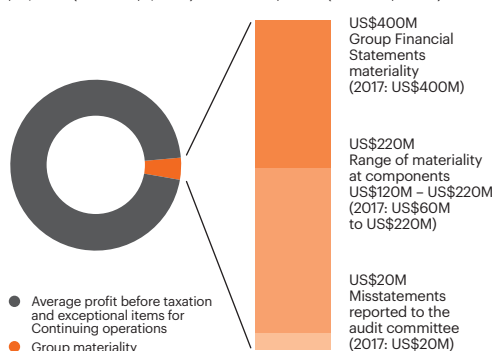 US$400M
Group Financial
Statements
materiality
(2017: US$400M)
US$220M
Range of materiality
at components
US$120M – US$220M
(2017: US$60M
to US$220M)
US$20M
Misstatements
reported to the
audit committee
(2017: US$20M)
Average profit before taxation
and exceptional items for
Continuing operations
Group materiality